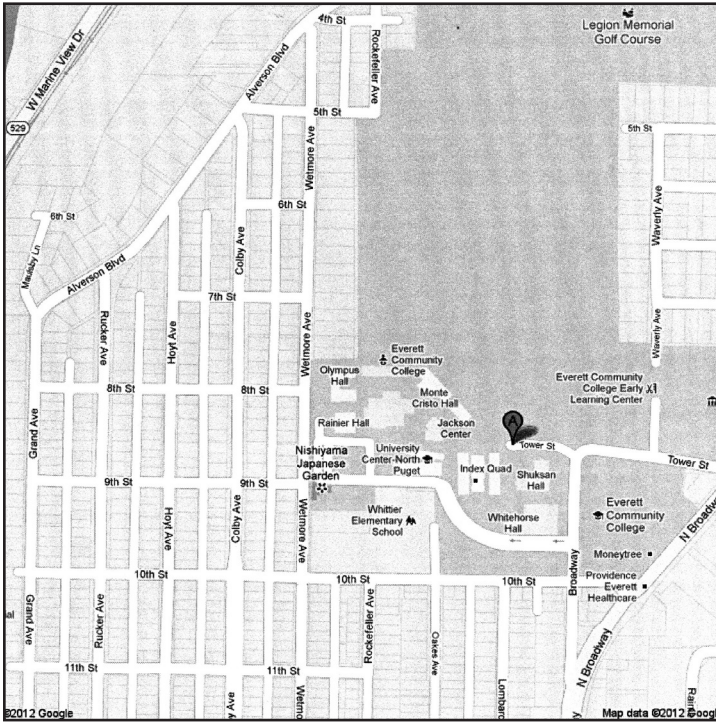 4th St
Legion Memorial
Golf Course
W Marine View Dr
Alverson Blvd
Rockefeller Ave
529
5th St
5th St
Wetmore Ave
Waverly Ave
6th St
6th St
Maulsby Ln
Colby Ave
Alverson Blvd
7th St
Rucker Ave
Hoyt Ave
Wetmore Ave
Waverly Ave
Everett
Community
College
Olympus
Hall
Everett Community
College Early
Learning Center
8th St
8th St
Monte
Cristo Hall
Grand Ave
Rainier Hall
Jackson
Center
A
Tower St
Nishiyama
Japanese
Garden
University
Center-North
Puget
Index Quad
Shuksan
Hall
Tower St
9th St
9th St
Hoyt Ave
Colby Ave
Wetmore Ave
Whittier
Elementary
School
Whitehorse
Hall
Everett
Community
College
N Broadway
Moneytree
10th St
10th St
10th St
Broadway
Providence
Everett
Healthcare
Grand Ave
Rucker Ave
Rockefeller Ave
Oakes Ave
N Broadway
11th St
11th St
y Ave
Wetmo
Lombard
©2012 Google
Map data ©2012 Google